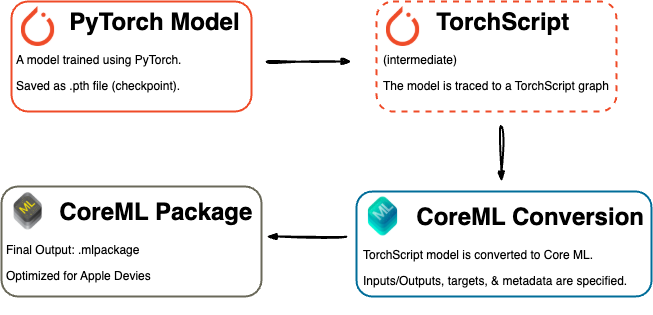 PyTorch Model
A model trained using PyTorch.
Saved as .pth file (checkpoint).
TorchScript
(intermediate)
The model is traced to a TorchScript graph
ML
CoreML Package
Final Output: .mlpackage
Optimized for Apple Devies
ML
CoreML Conversion
TorchScript model is converted to Core ML.
Inputs/Outputs, targets, & metadata are specified.